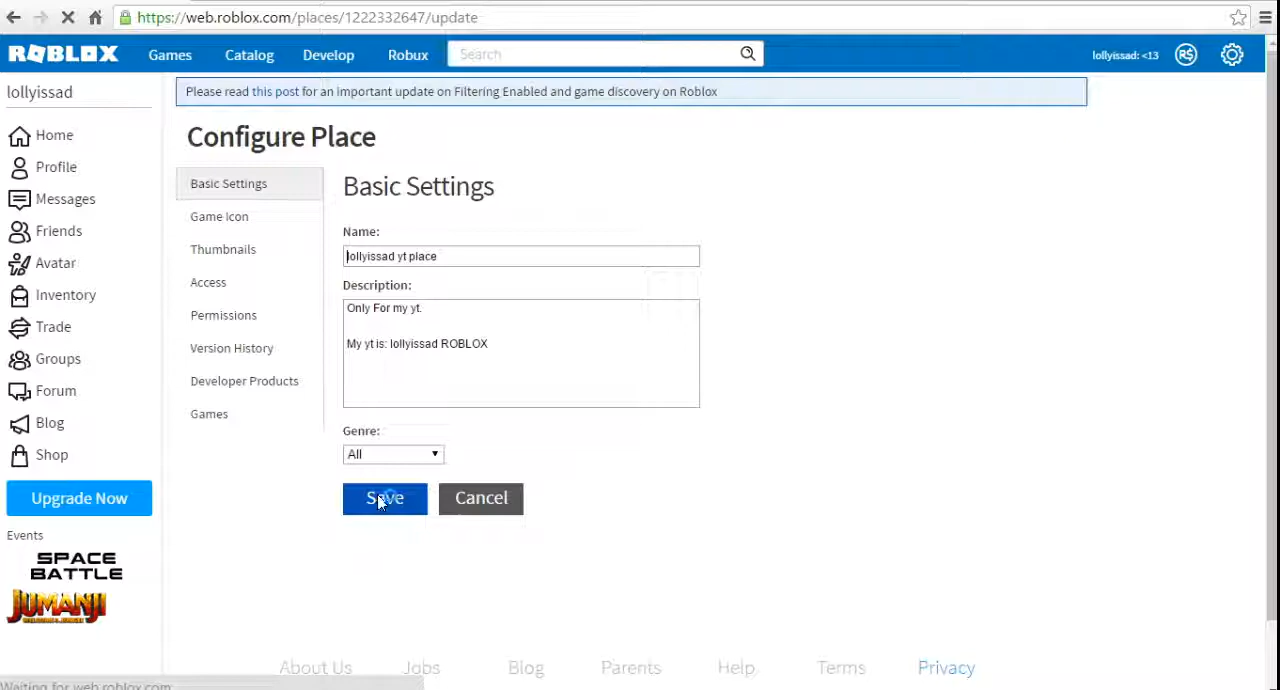 https://web.roblox.com/places/1222332647/update
ROBLOX
Games
Catalog
Develop
Robux
Search
lollyissad: <13
R$
lollyissad
Please read this post for an important update on Filtering Enabled and game discovery on Roblox
Home
Profile
Messages
Friends
Avatar
Inventory
Trade
Groups
Forum
Blog
Shop
Upgrade Now
Events
SPACE
BATTLE
JUMANJI
Configure Place
Basic Settings
Game Icon
Thumbnails
Access
Permissions
Version History
Developer Products
Games
Basic Settings
Name:
lollyissad yt place
Description:
Only For my yt.
My yt is: lollyissad ROBLOX
Genre:
All
Save
Cancel
About Us
Jobs
Blog
Parents
Help
Terms
Privacy
Waiting for web.roblox.com